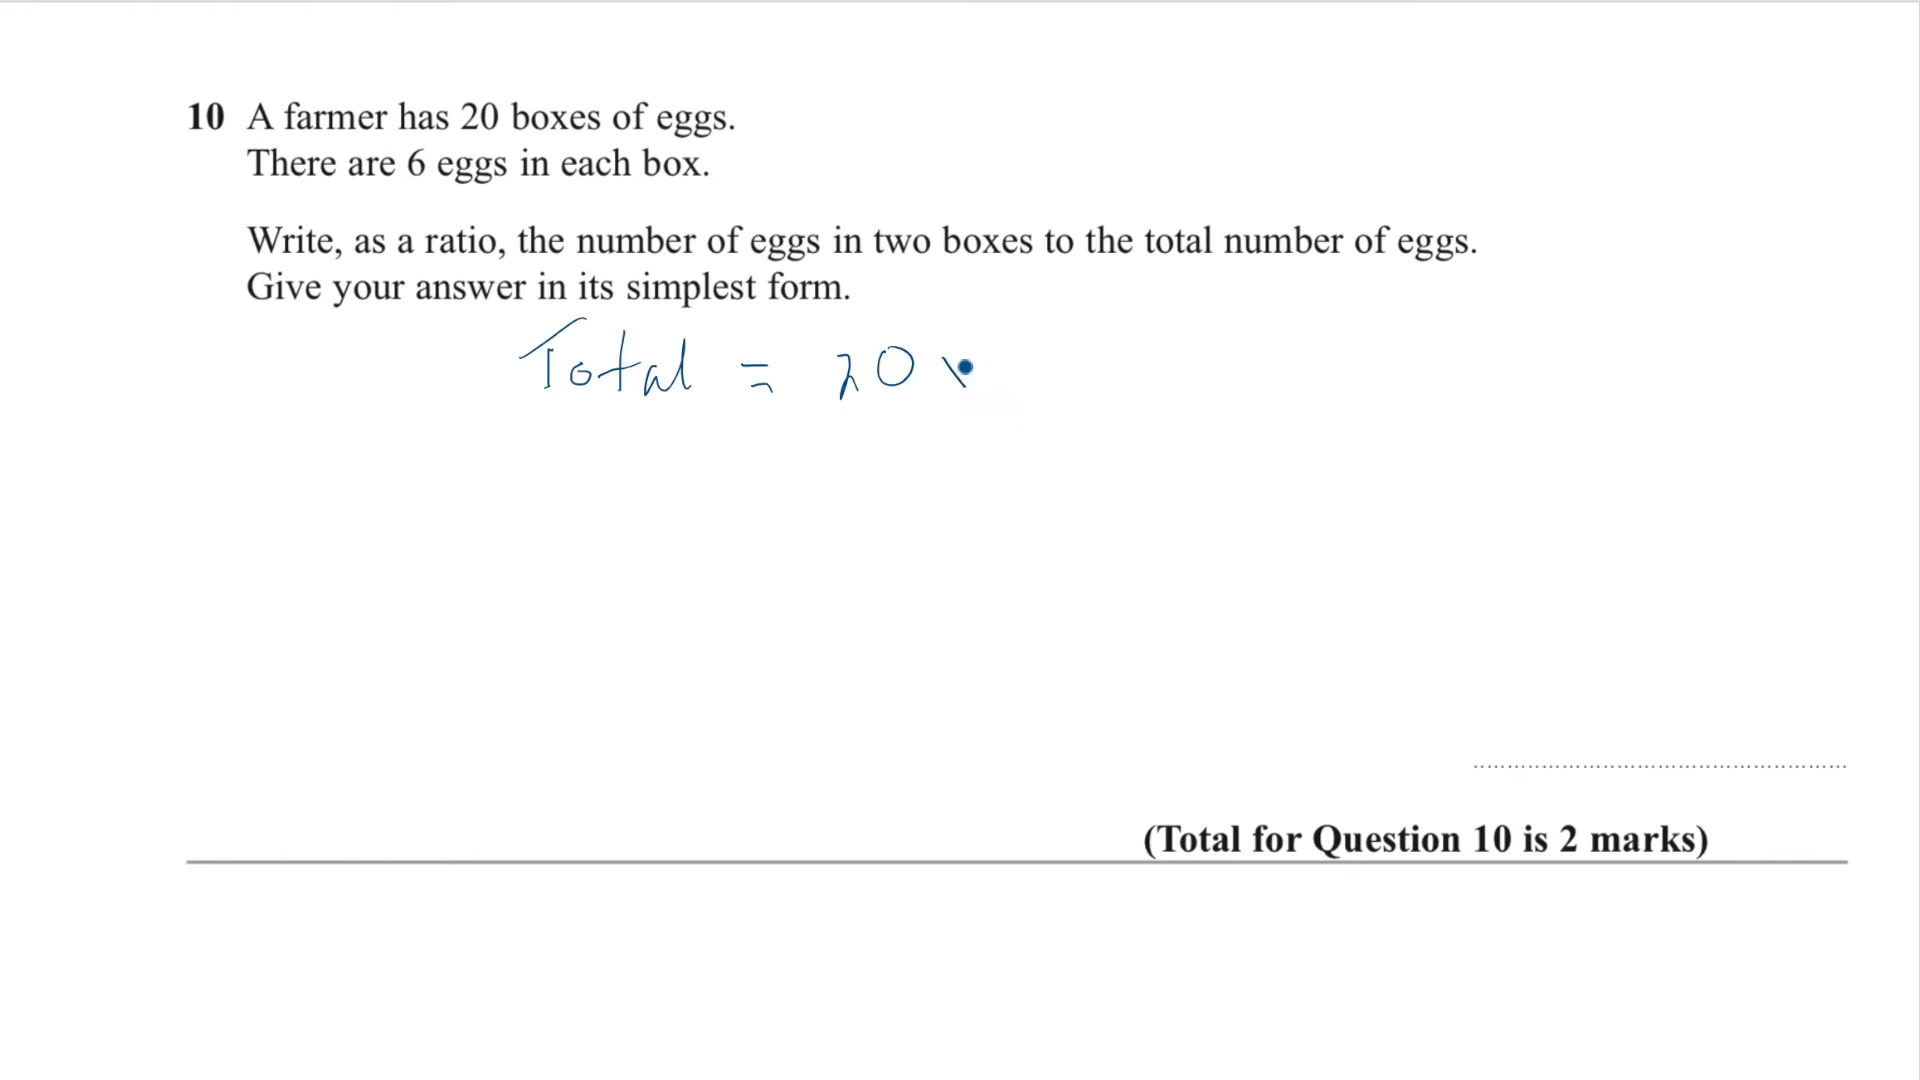 10 A farmer has 20 boxes of eggs.
There are 6 eggs in each box.
Write, as a ratio, the number of eggs in two boxes to the total number of eggs.
Give your answer in its simplest form.
Total = 20
(Total for Question 10 is 2 marks)